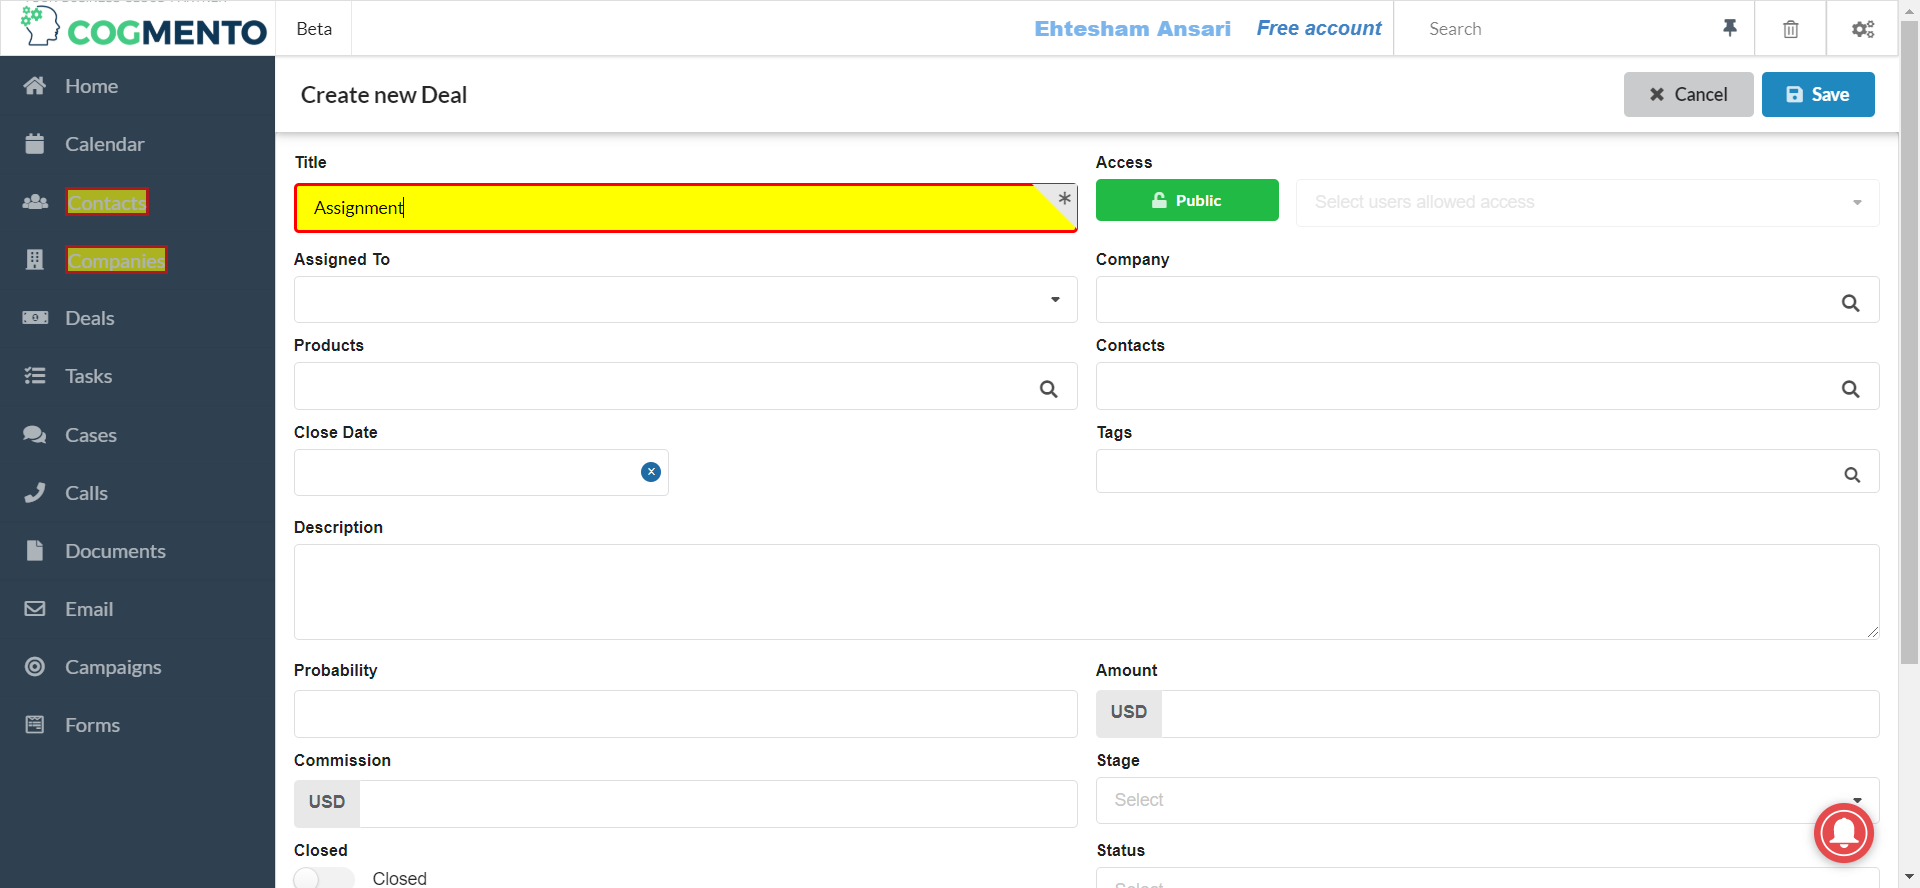 COGMENTO
Beta
Ehtesham Ansari
Free account
Search
Home
Calendar
Contacts
Companies
Deals
Tasks
Cases
Calls
Documents
Email
Campaigns
Forms
Create new Deal
Cancel
Save
Title
Assignment
*
Access
Public
Select users allowed access
Assigned To
Company
Products
Contacts
Close Date
Tags
Description
Probability
Amount
USD
Commission
USD
Stage
Select
Closed
Closed
Status